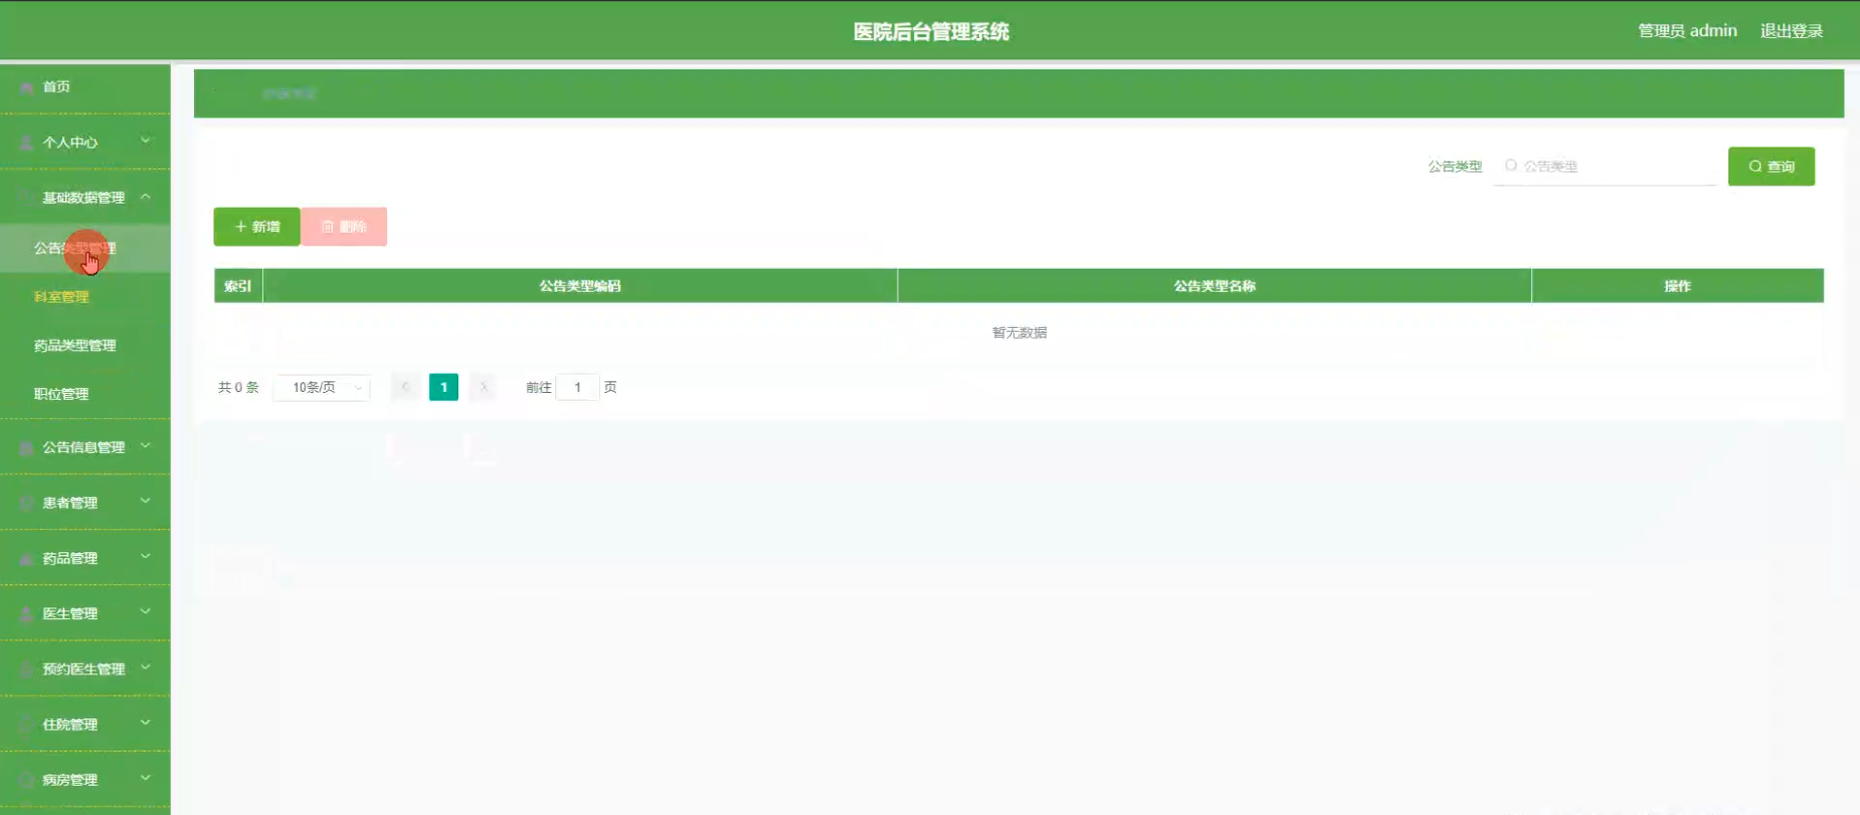 医院后台管理系统
管理员 admin 退出登录
首页
个人中心
基础数据管理
公告类型管理
科室管理
药品类型管理
职位管理
公告信息管理
患者管理
药品管理
医生管理
预约医生管理
住院管理
病房管理
公告类型 公告类型 查询
新增 删除
索引 公告类型编码 公告类型名称 操作
暂无数据
共 0 条 10条/页 1 前往 1 页